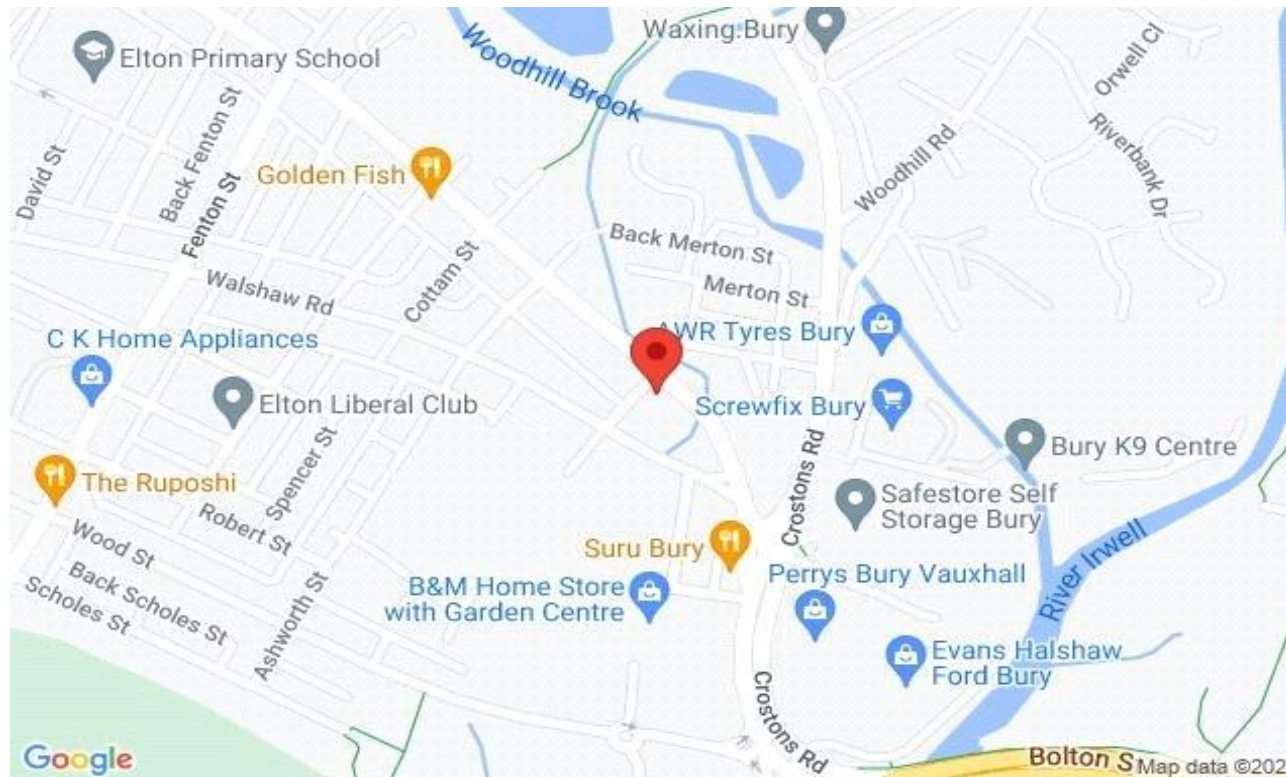 Waxing.Bury
Elton Primary School
Woodhill Brook
Orwell Cl
Riverbank Dr
Woodhill Rd
David St
Back Fenton St
Golden Fish
Fenton St
Back Merton St
Merton St
Cottam St
Walshaw Rd
AWR Tyres Bury
C K Home Appliances
Elton Liberal Club
Screwfix Bury
Bury K9 Centre
Spencer St
The Ruposhi
Crostons Rd
Safestore Self
Storage Bury
Robert St
Wood St
Suru Bury
River Irwell
Perrys Bury Vauxhall
B&M Home Store
with Garden Centre
Back Scholes St
Scholes St
Ashworth St
Evans Halshaw
Ford Bury
Crostons Rd
Google
Bolton S
Map data ©202